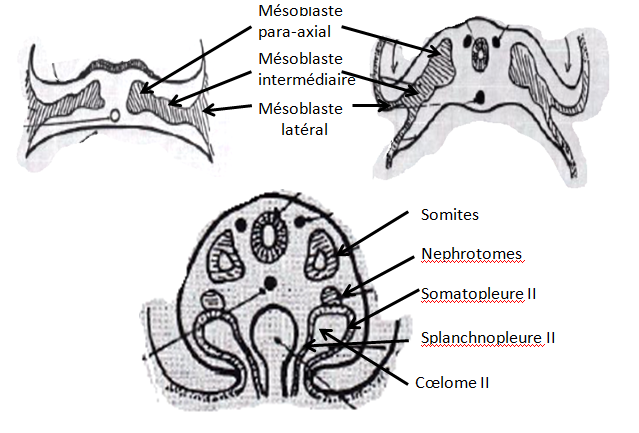 Mésoblaste
para-axial
Mésoblaste
intermédiaire
Mésoblaste
latéral
Somites
Nephrotomes
Somatopleure II
Splanchnopleure II
Cœlome II